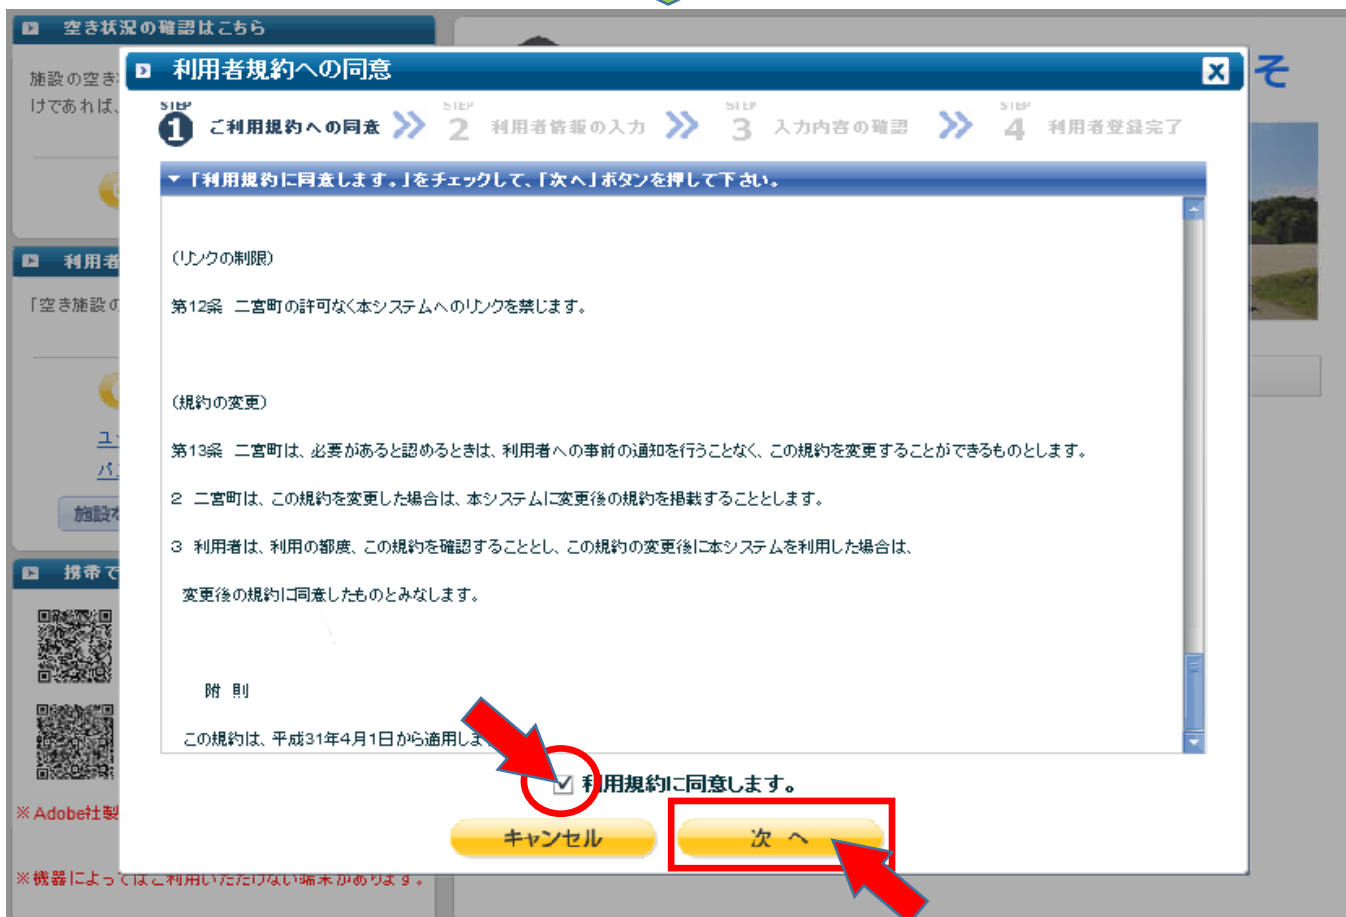 空き状況の確認はこちら
施設の空き
けであれば、
利用者
「空き施設の
ユ
パ
施設
携帯で
※Adobe社製
※機器によってはご利用いただけない端末があります。
そ
利用者規約への同意
STEP 1 ご利用規約への同意
STEP 2 利用者情報の入力
STEP 3 入力内容の確認
STEP 4 利用者登録完了
▼「利用規約に同意します。」をチェックして、「次へ」ボタンを押して下さい。
(リンクの制限)
第12条 二宮町の許可なく本システムへのリンクを禁じます。
(規約の変更)
第13条 二宮町は、必要があると認めるときは、利用者への事前の通知を行うことなく、この規約を変更することができるものとします。
2 二宮町は、この規約を変更した場合は、本システムに変更後の規約を掲載することとします。
3 利用者は、利用の都度、この規約を確認することとし、この規約の変更後に本システムを利用した場合は、
変更後の規約に同意したものとみなします。
附 則
この規約は、平成31年4月1日から適用しま
利用規約に同意します。
キャンセル
次 へ